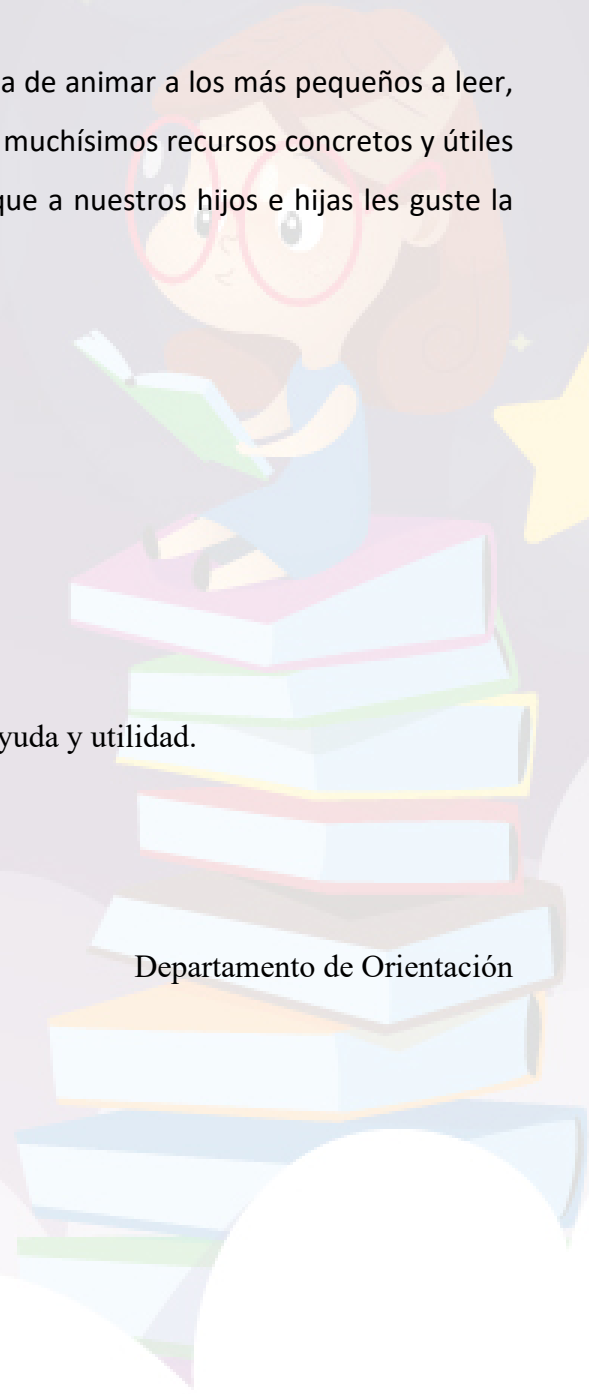 a de animar a los más pequeños a leer,
muchísimos recursos concretos y útiles
que a nuestros hijos e hijas les guste la
yuda y utilidad.
Departamento de Orientación